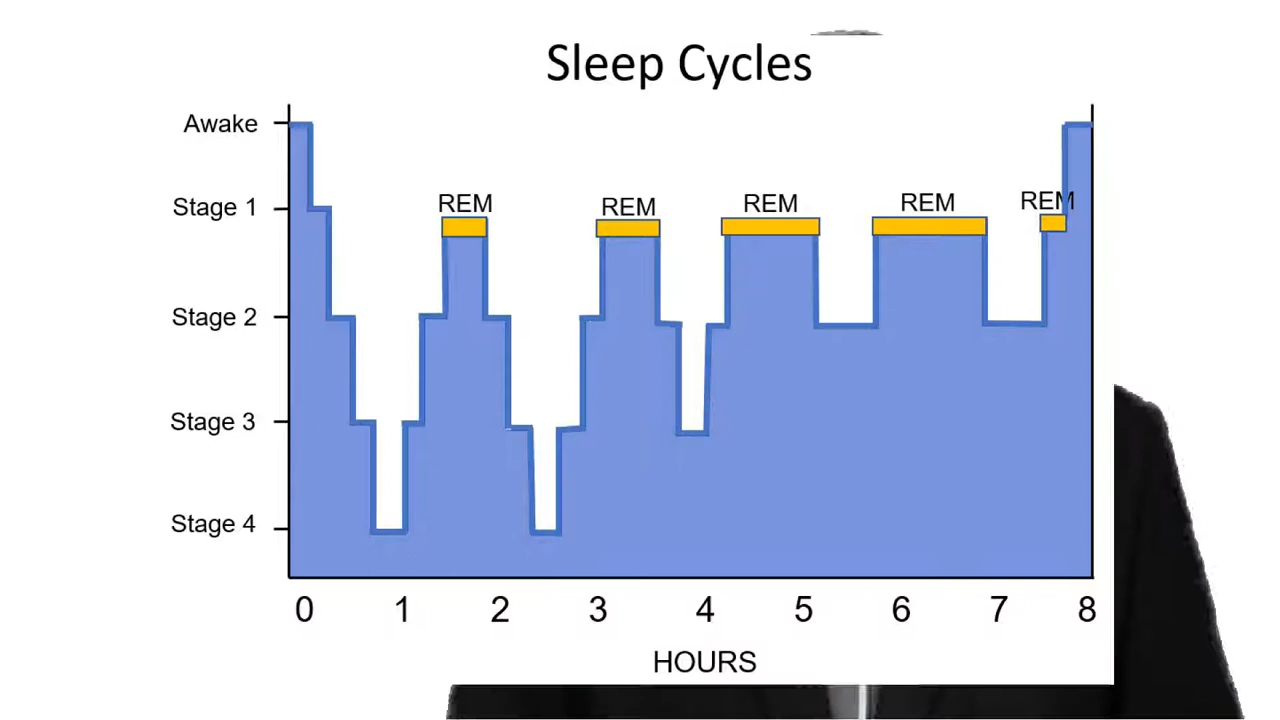 Sleep Cycles
Awake
Stage 1
Stage 2
Stage 3
Stage 4
REM
REM
REM
REM
REM
0 1 2 3 4 5 6 7 8
HOURS